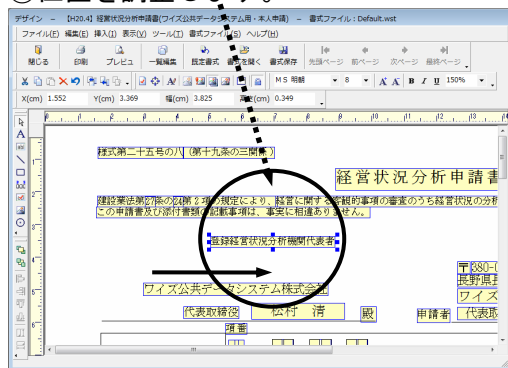 デザイン - 【H20.4】経営状況分析申請書(ワイズ公共データシステム用・本人申請) - 書式ファイル : Default.wst
ファイル(F) 編集(E) 挿入(I) 表示(V) ツール(T) 書式ファイル(S) ヘルプ(H)
閉じる 印刷 プレビュ 一覧編集 既定書式 書式を開く 書式保存 先頭ページ 前ページ 次ページ 最終ページ
MS 明朝 8 B I U 150%
X(cm) 1.552 Y(cm) 3.369 幅(cm) 3.825 高さ(cm) 0.349
様式第二十五号の八 (第十九条の三関係)
経営状況分析申請書
建設業法第27条の24第2項の規定により、経営に関する客観的事項の審査のうち経営状況の分析
この申請書及び添付書類の記載事項は、事実に相違ありません。
登録経営状況分析機関代表者
〒380-
長野県
ワイズ公共データシステム株式会社
ワイズ
代表取締役 松村 清 殿 申請者 代表取
項番